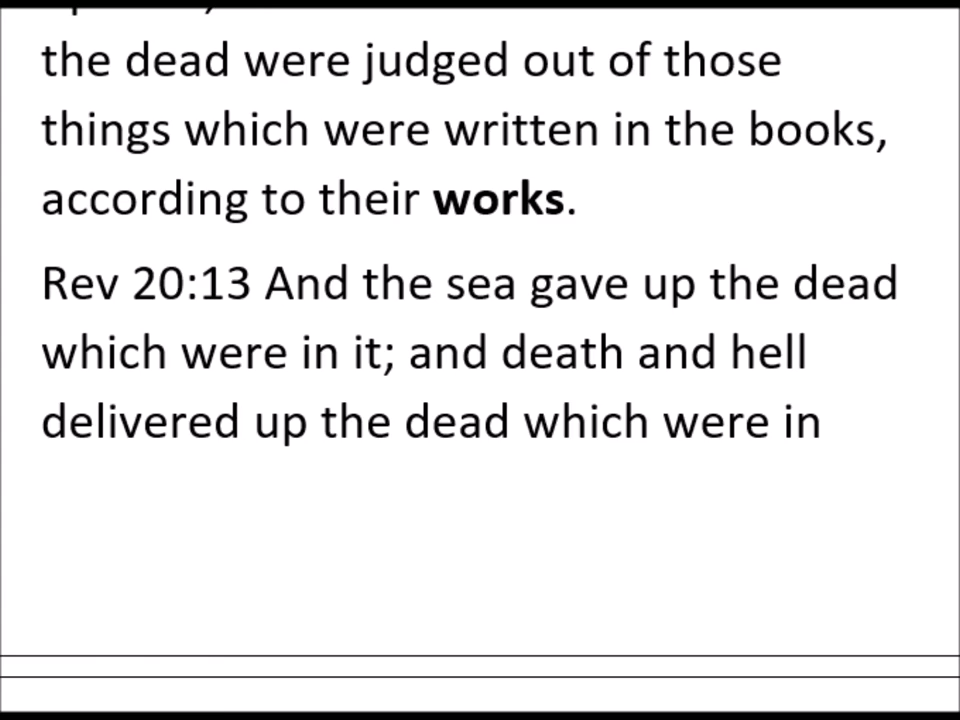 the dead were judged out of those
things which were written in the books,
according to their works.
Rev 20:13 And the sea gave up the dead
which were in it; and death and hell
delivered up the dead which were in